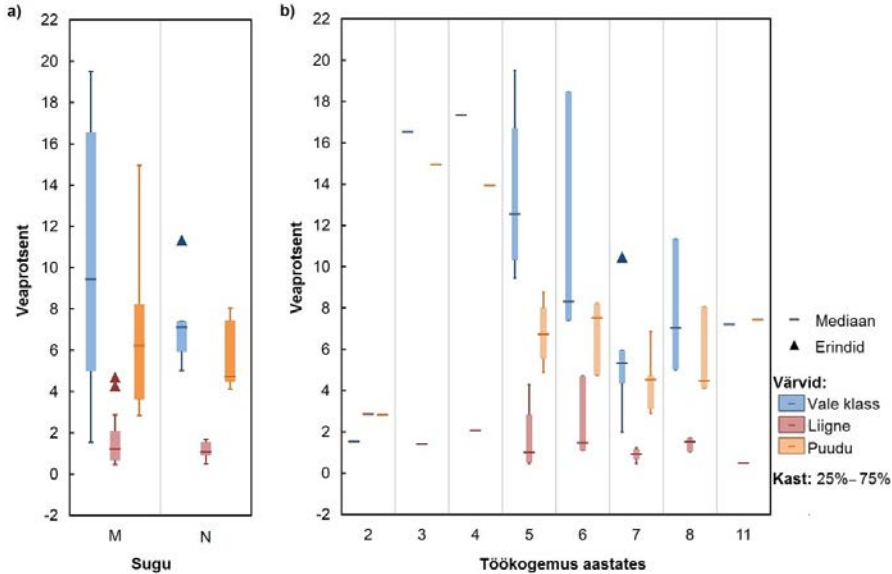 a)
22
20
18
16
14
12
10
8
6
4
2
0
-2
Veaprotsent
M N
Sugu
b)
22
20
18
16
14
12
10
8
6
4
2
0
-2
Veaprotsent
2 3 4 5 6 7 8 11
Töökogemus aastates
Mediaan
Erindid
Värvid:
Vale klass
Liigne
Puudu
Kast: 25%–75%